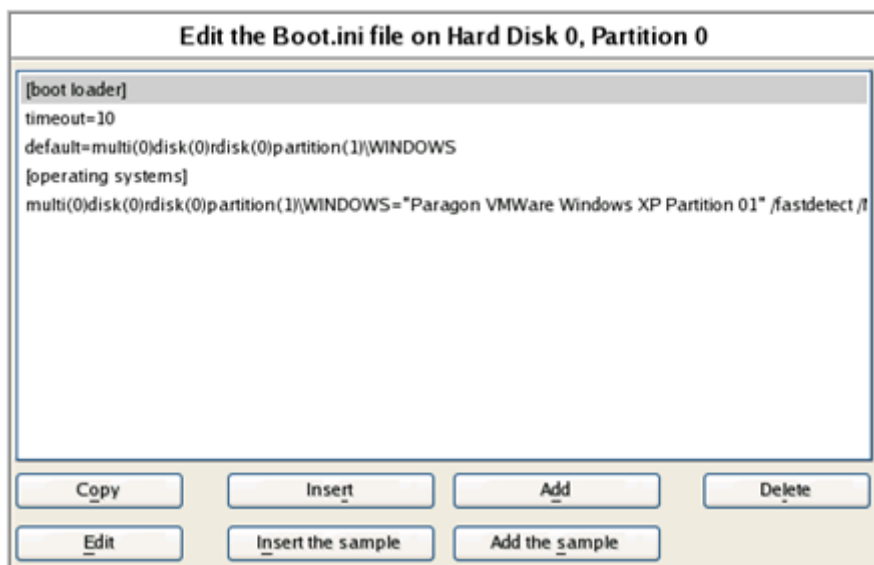 Edit the Boot.ini file on Hard Disk 0, Partition 0
[boot loader]
timeout=10
default=multi(0)disk(0)rdisk(0)partition(1)\WINDOWS
[operating systems]
multi(0)disk(0)rdisk(0)partition(1)\WINDOWS="Paragon VMWare Windows XP Partition 01" /fastdetect
Copy Insert Add Delete
Edit Insert the sample Add the sample